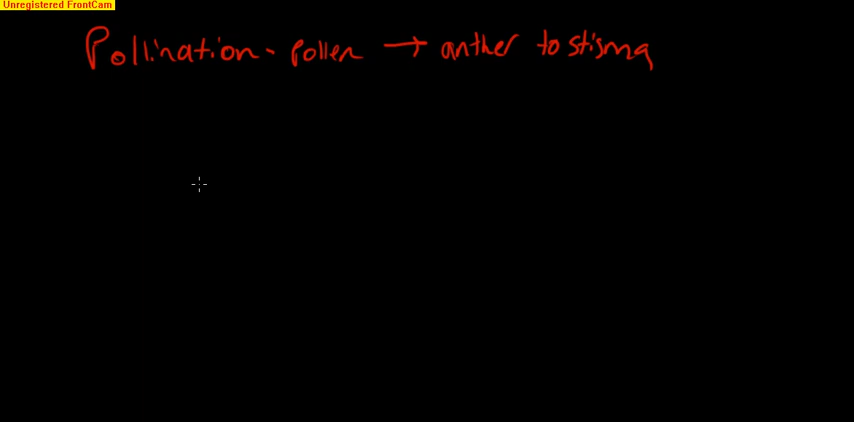 Unregistered FrontCam
Pollination - pollen → anther to stigma